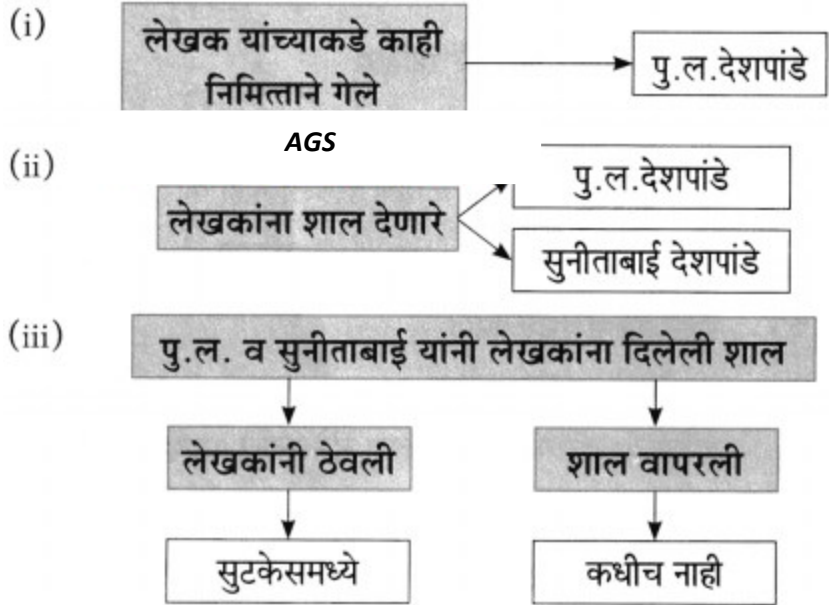 (i)
लेखक यांच्याकडे काही
निमित्ताने गेले
पु.ल.देशपांडे
AGS
(ii)
लेखकांना शाल देणारे
पु.ल.देशपांडे
सुनीताबाई देशपांडे
(iii)
पु.ल. व सुनीताबाई यांनी लेखकांना दिलेली शाल
लेखकांनी ठेवली
शाल वापरली
सुटकेसमध्ये
कधीच नाही